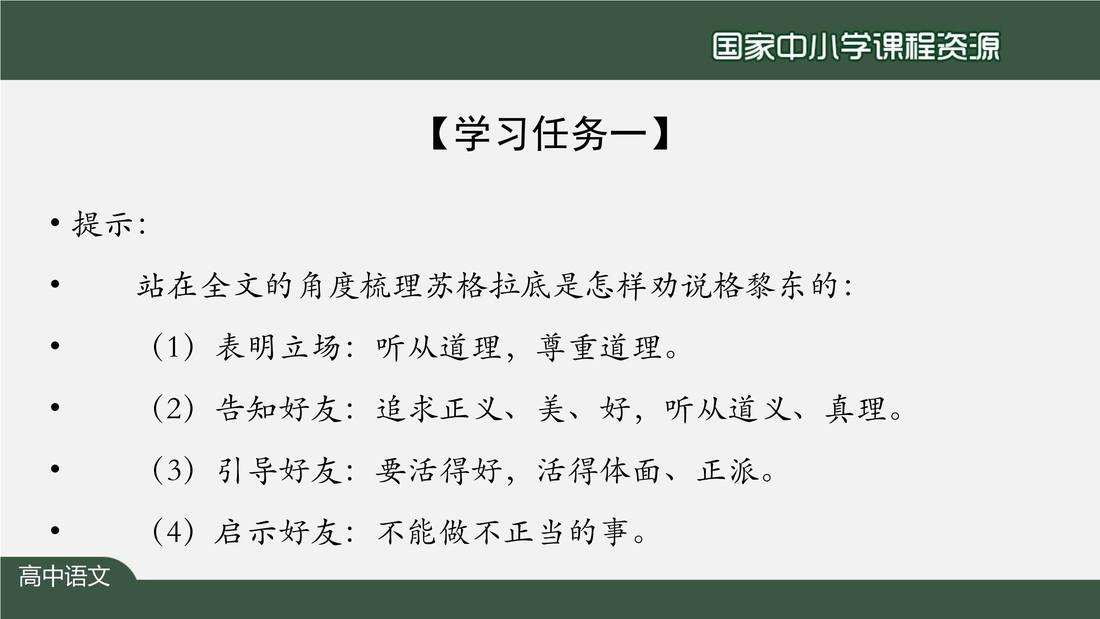 国家中小学课程资源
【学习任务一】
• 提示：
• 站在全文的角度梳理苏格拉底是怎样劝说格黎东的：
• （1）表明立场：听从道理，尊重道理。
• （2）告知好友：追求正义、美、好，听从道义、真理。
• （3）引导好友：要活得好，活得体面、正派。
• （4）启示好友：不能做不正当的事。
高中语文